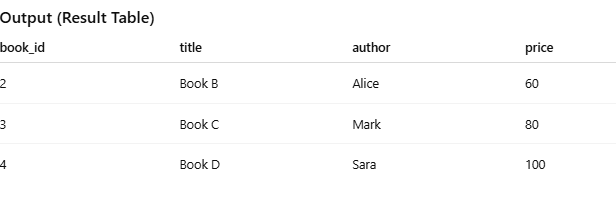 Output (Result Table)
book_id title author price
2 Book B Alice 60
3 Book C Mark 80
4 Book D Sara 100